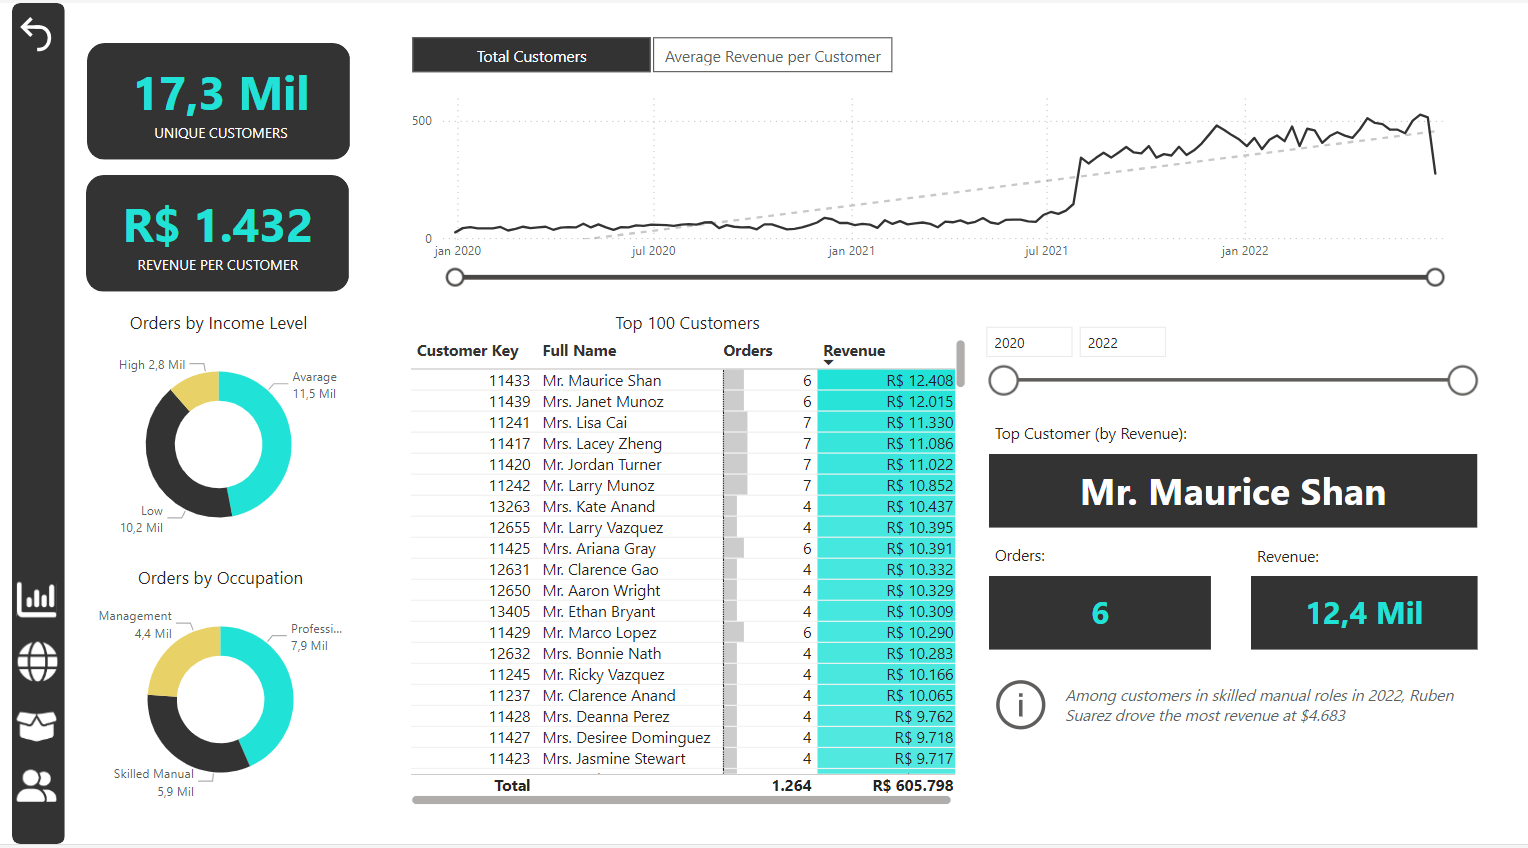 17,3 Mil
UNIQUE CUSTOMERS
R$ 1.432
REVENUE PER CUSTOMER
Total Customers
Average Revenue per Customer
500
0
jan 2020
jul 2020
jan 2021
jul 2021
jan 2022
Orders by Income Level
High 2,8 Mil
Avarage
11,5 Mil
Low
10,2 Mil
Orders by Occupation
Management
4,4 Mil
Professi...
7,9 Mil
Skilled Manual
5,9 Mil
Top 100 Customers
Customer Key Full Name Orders Revenue
11433 Mr. Maurice Shan 6 R$ 12.408
11439 Mrs. Janet Munoz 6 R$ 12.015
11241 Mrs. Lisa Cai 7 R$ 11.330
11417 Mrs. Lacey Zheng 7 R$ 11.086
11420 Mr. Jordan Turner 7 R$ 11.022
11242 Mr. Larry Munoz 7 R$ 10.852
13263 Mrs. Kate Anand 4 R$ 10.437
12655 Mr. Larry Vazquez 4 R$ 10.395
11425 Mrs. Ariana Gray 6 R$ 10.391
12631 Mr. Clarence Gao 4 R$ 10.332
12650 Mr. Aaron Wright 4 R$ 10.329
13405 Mr. Ethan Bryant 4 R$ 10.309
11429 Mr. Marco Lopez 6 R$ 10.290
12632 Mrs. Bonnie Nath 4 R$ 10.283
11245 Mr. Ricky Vazquez 4 R$ 10.166
11237 Mr. Clarence Anand 4 R$ 10.065
11428 Mrs. Deanna Perez 4 R$ 9.762
11427 Mrs. Desiree Dominguez 4 R$ 9.718
11423 Mrs. Jasmine Stewart 4 R$ 9.717
Total 1.264 R$ 605.798
2020
2022
Top Customer (by Revenue):
Mr. Maurice Shan
Orders:
6
Revenue:
12,4 Mil
Among customers in skilled manual roles in 2022, Ruben
Suarez drove the most revenue at $4.683